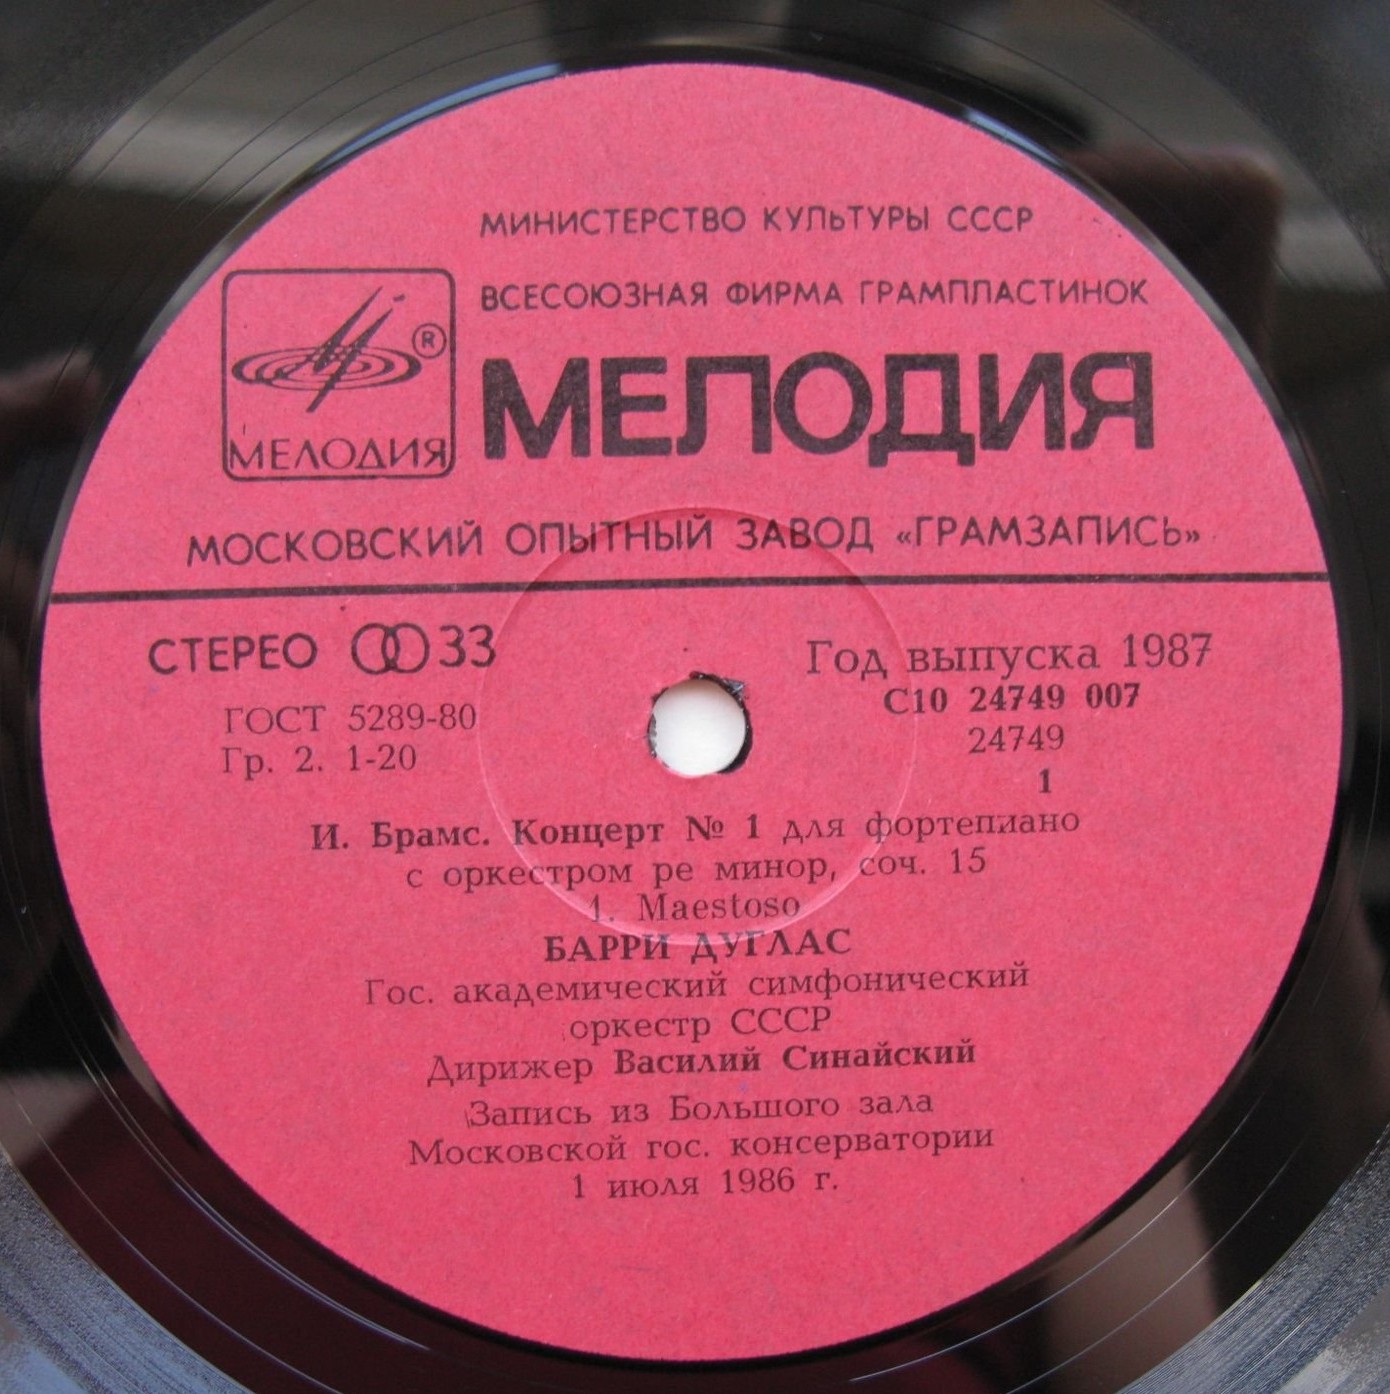 МИНИСТЕРСТВО КУЛЬТУРЫ СССР
ВСЕСОЮЗНАЯ ФИРМА ГРАМПЛАСТИНОК
МЕЛОДИЯ
®
МЕЛОДИЯ
МОСКОВСКИЙ ОПЫТНЫЙ ЗАВОД «ГРАМЗАПИСЬ»
СТЕРЕО 33
Год выпуска 1987
ГОСТ 5289-80
С10 24749 007
Гр. 2. 1-20
24749
1
И. Брамс. Концерт № 1 для фортепиано
с оркестром ре минор, соч. 15
1. Maestoso
БАРРИ ДУГЛАС
Гос. академический симфонический
оркестр СССР
Дирижер Василий Синайский
Запись из Большого зала
Московской гос. консерватории
1 июля 1986 г.